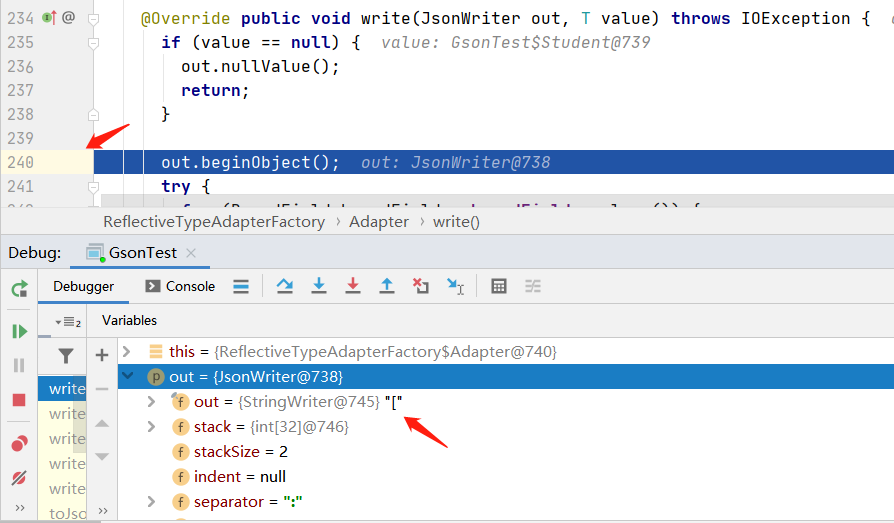 234 @ @Override public void write(JsonWriter out, T value) throws IOException {
235 if (value == null) { value: GsonTest$Student@739
236 out.nullValue();
237 return;
238 }
239
240 out.beginObject(); out: JsonWriter@738
241 try {
ReflectiveTypeAdapterFactory › Adapter › write()
Debug: GsonTest ×
Debugger Console
2 Variables
this = {ReflectiveTypeAdapterFactory$Adapter@740}
write p out = {JsonWriter@738}
write f out = {StringWriter@745} "["
write f stack = {int[32]@746}
write f stackSize = 2
write f indent = null
toJso f separator = ":"